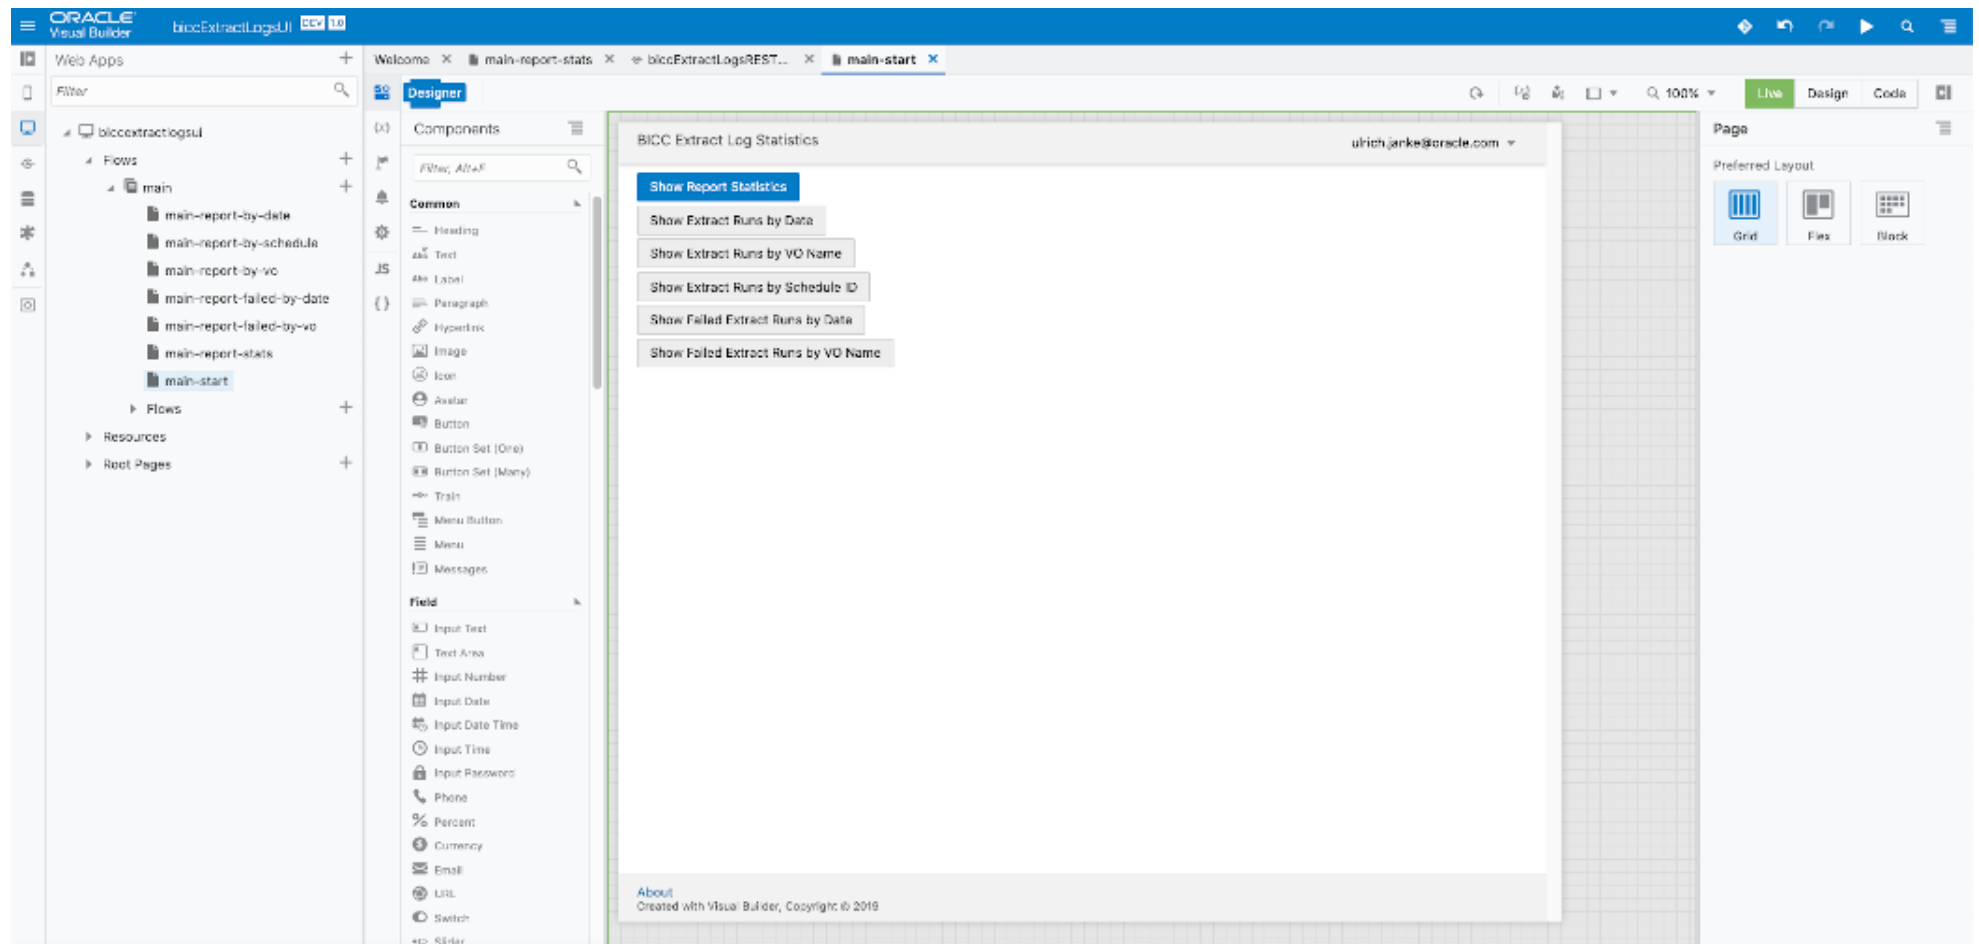 ORACLE
Visual Builder
biccExtractLogsUI DEV 1.0
Web Apps
Welcome
main-report-stats
biccExtractLogsREST...
main-start
Filter
Designer
100%
Live
Design
Code
biccextractlogsui
Flows
main
main-report-by-date
main-report-by-schedule
main-report-by-vo
main-report-failed-by-date
main-report-failed-by-vo
main-report-stats
main-start
Flows
Resources
Root Pages
JS
Components
Filter, Alt+F
Common
Heading
Text
Label
Paragraph
Hyperlink
Image
Icon
Avatar
Button
Button Set (One)
Button Set (Many)
Train
Menu Button
Menu
Messages
Field
Input Text
Text Area
Input Number
Input Date
Input Date Time
Input Time
Input Password
Phone
Percent
Currency
Email
URL
Switch
Slider
BICC Extract Log Statistics
ulrich.janke@oracle.com
Show Report Statistics
Show Extract Runs by Date
Show Extract Runs by VO Name
Show Extract Runs by Schedule ID
Show Failed Extract Runs by Date
Show Failed Extract Runs by VO Name
About
Created with Visual Builder, Copyright © 2019
Page
Preferred Layout
Grid
Flex
Block